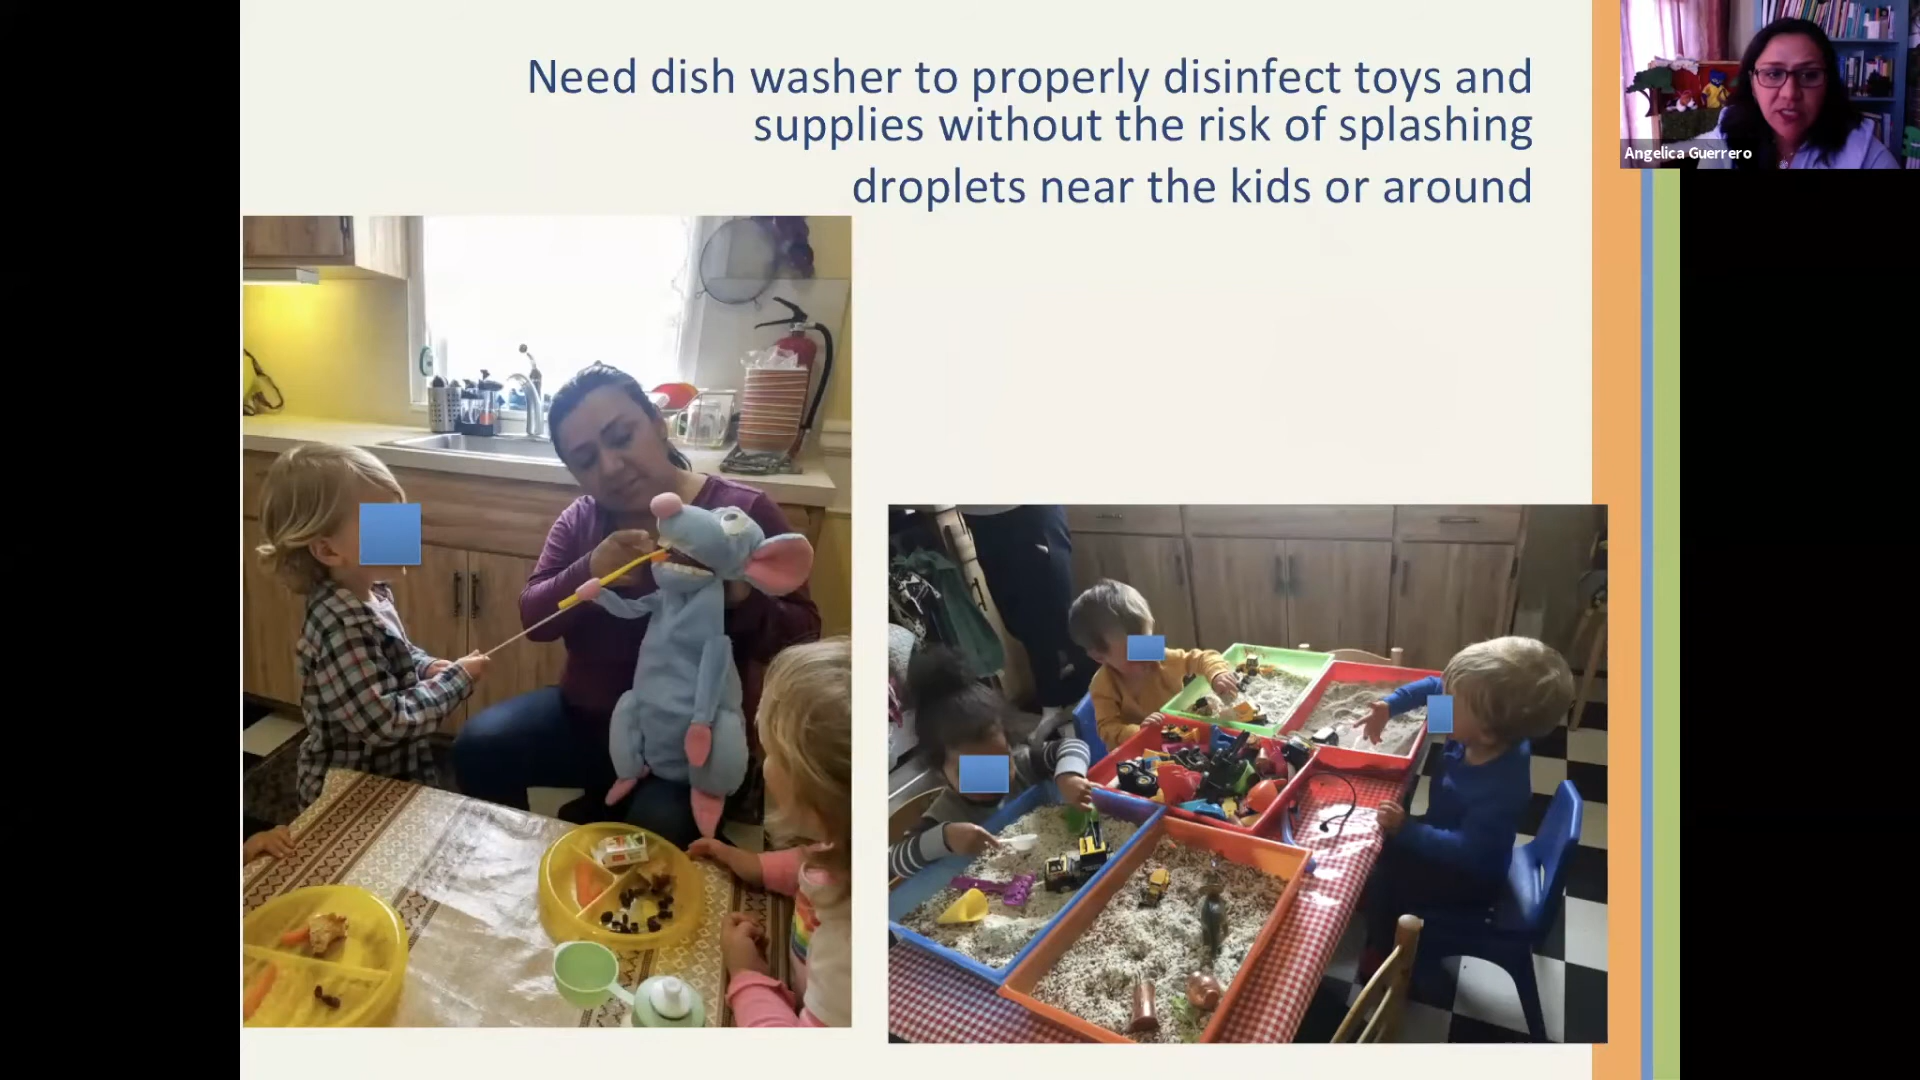 Need dish washer to properly disinfect toys and
supplies without the risk of splashing
droplets near the kids or around
Angelica Guerrero